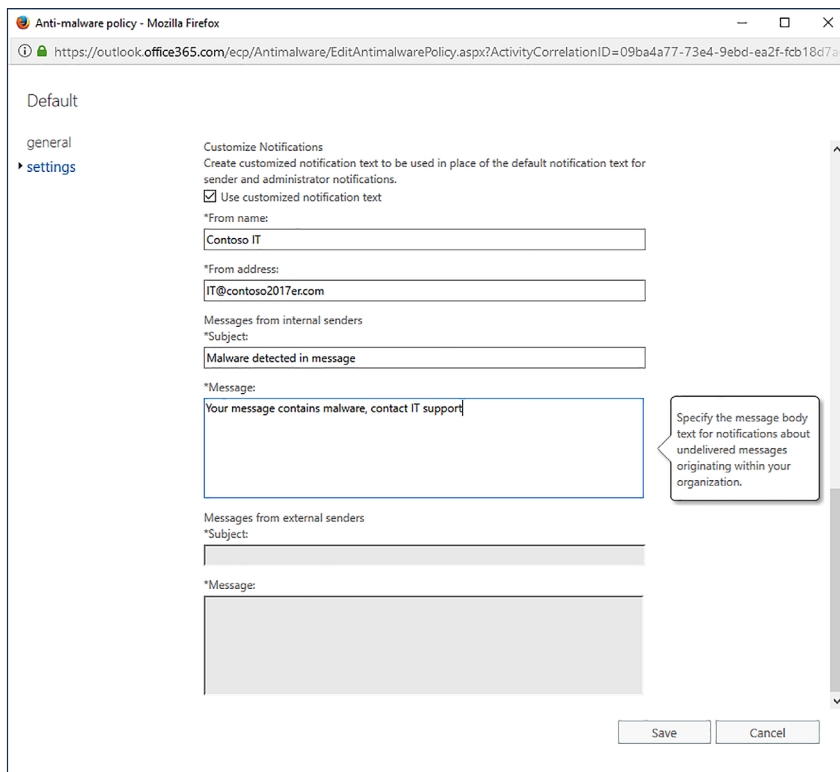 Anti-malware policy - Mozilla Firefox
https://outlook.office365.com/ecp/Antimalware/EditAntimalwarePolicy.aspx?ActivityCorrelationID=09ba4a77-73e4-9ebd-ea2f-fcb18d7a
Default
general
settings
Customize Notifications
Create customized notification text to be used in place of the default notification text for
sender and administrator notifications.
Use customized notification text
*From name:
Contoso IT
*From address:
IT@contoso2017er.com
Messages from internal senders
*Subject:
Malware detected in message
*Message:
Your message contains malware, contact IT support
Specify the message body
text for notifications about
undelivered messages
originating within your
organization.
Messages from external senders
*Subject:
*Message:
Save
Cancel